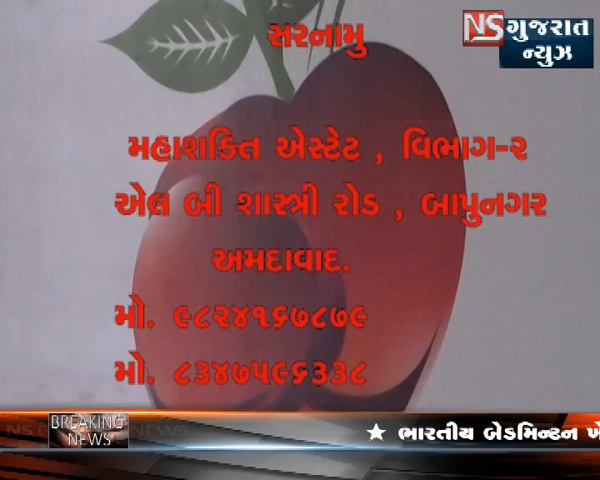 સરનામુ
NS ગુજરાત
ન્યુઝ
મહાશક્તિ એસ્ટેટ , વિભાગ-૨
એલ બી શાસ્ત્રી રોડ , બાપુનગર
અમદાવાદ.
મો. ૯૮૨૪૧૬૭૮૭૯
મો. ૮૩૪૭૫૯૬૩૩૮
BREAKING
NEWS
★ ભારતીય બેડમિન્ટન ખે